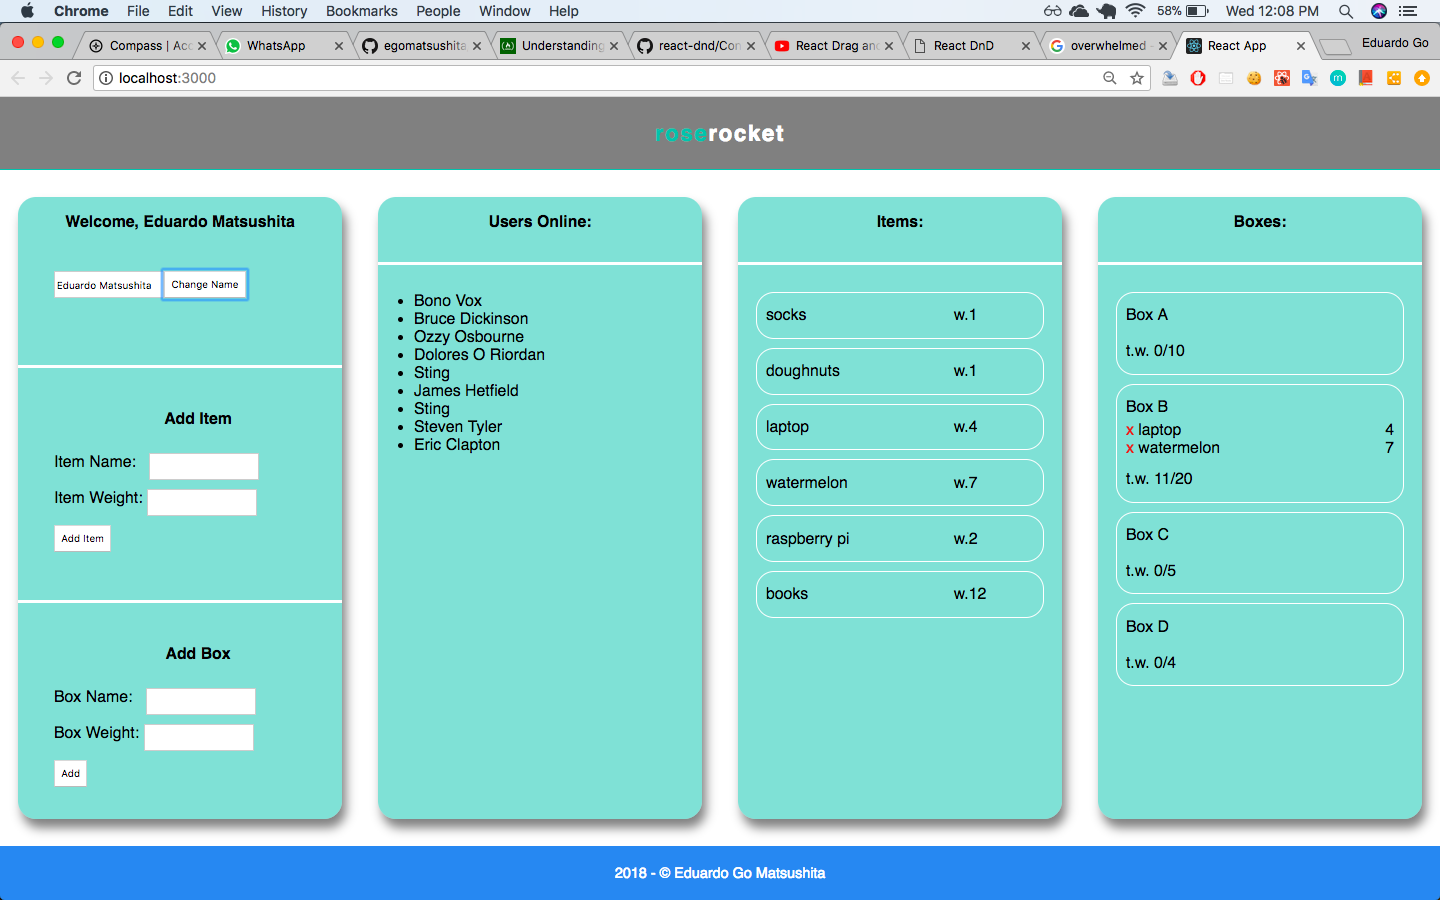 Chrome File Edit View History Bookmarks People Window Help 58% Wed 12:08 PM
Compass | Acc WhatsApp egomatsushita Understanding react-dnd/Con React Drag and React DnD overwhelmed - React App Eduardo Go
localhost:3000
roserocket
Welcome, Eduardo Matsushita
Eduardo Matsushita Change Name
Add Item
Item Name:
Item Weight:
Add Item
Add Box
Box Name:
Box Weight:
Add
Users Online:
Bono Vox
Bruce Dickinson
Ozzy Osbourne
Dolores O Riordan
Sting
James Hetfield
Sting
Steven Tyler
Eric Clapton
Items:
socks w.1
doughnuts w.1
laptop w.4
watermelon w.7
raspberry pi w.2
books w.12
Boxes:
Box A
t.w. 0/10
Box B
x laptop 4
x watermelon 7
t.w. 11/20
Box C
t.w. 0/5
Box D
t.w. 0/4
2018 - © Eduardo Go Matsushita